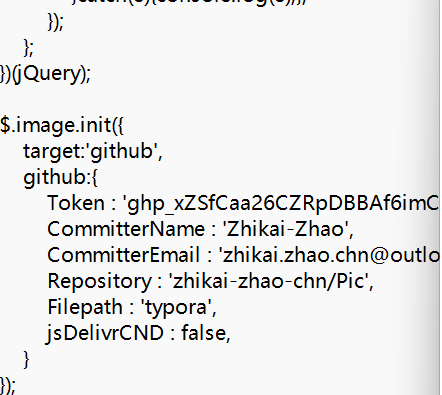 });
};
})(jQuery);
$.image.init({
target:'github',
github:{
Token : 'ghp_xZSfCaa26CZRpDBBAf6imC
CommitterName : 'Zhikai-Zhao',
CommitterEmail : 'zhikai.zhao.chn@outlo
Repository : 'zhikai-zhao-chn/Pic',
Filepath : 'typora',
jsDelivrCND : false,
}
});